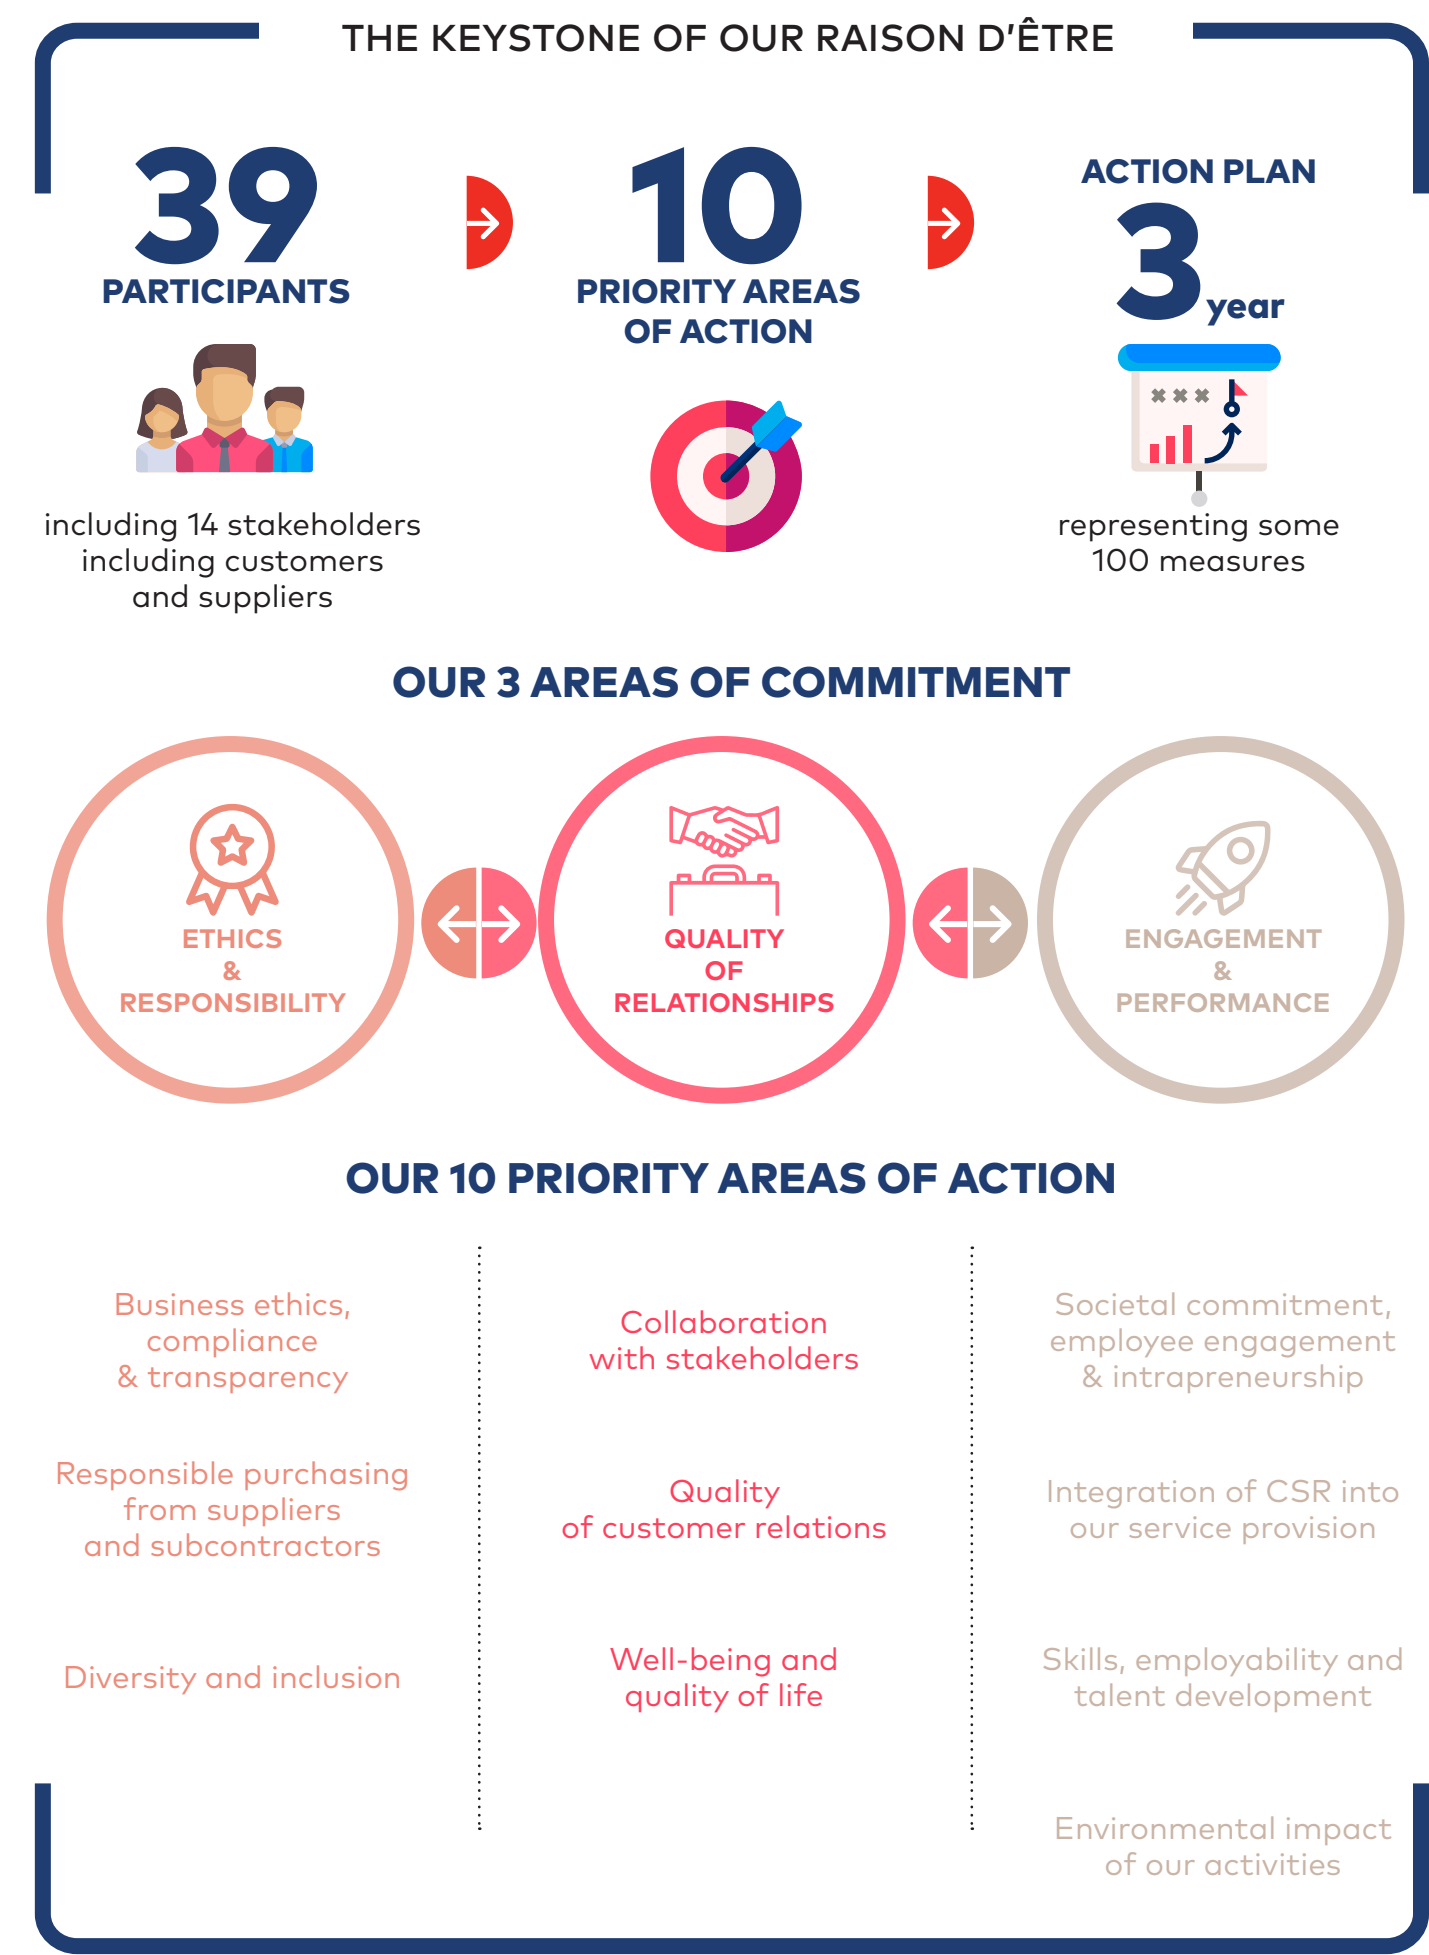 THE KEYSTONE OF OUR RAISON D'ÊTRE
39
PARTICIPANTS
including 14 stakeholders
including customers
and suppliers
10
PRIORITY AREAS
OF ACTION
ACTION PLAN
3 year
representing some
100 measures
OUR 3 AREAS OF COMMITMENT
ETHICS
&
RESPONSIBILITY
QUALITY
OF
RELATIONSHIPS
ENGAGEMENT
&
PERFORMANCE
OUR 10 PRIORITY AREAS OF ACTION
Business ethics,
compliance
& transparency
Responsible purchasing
from suppliers
and subcontractors
Diversity and inclusion
Collaboration
with stakeholders
Quality
of customer relations
Well-being and
quality of life
Societal commitment,
employee engagement
& intrapreneurship
Integration of CSR into
our service provision
Skills, employability and
talent development
Environmental impact
of our activities